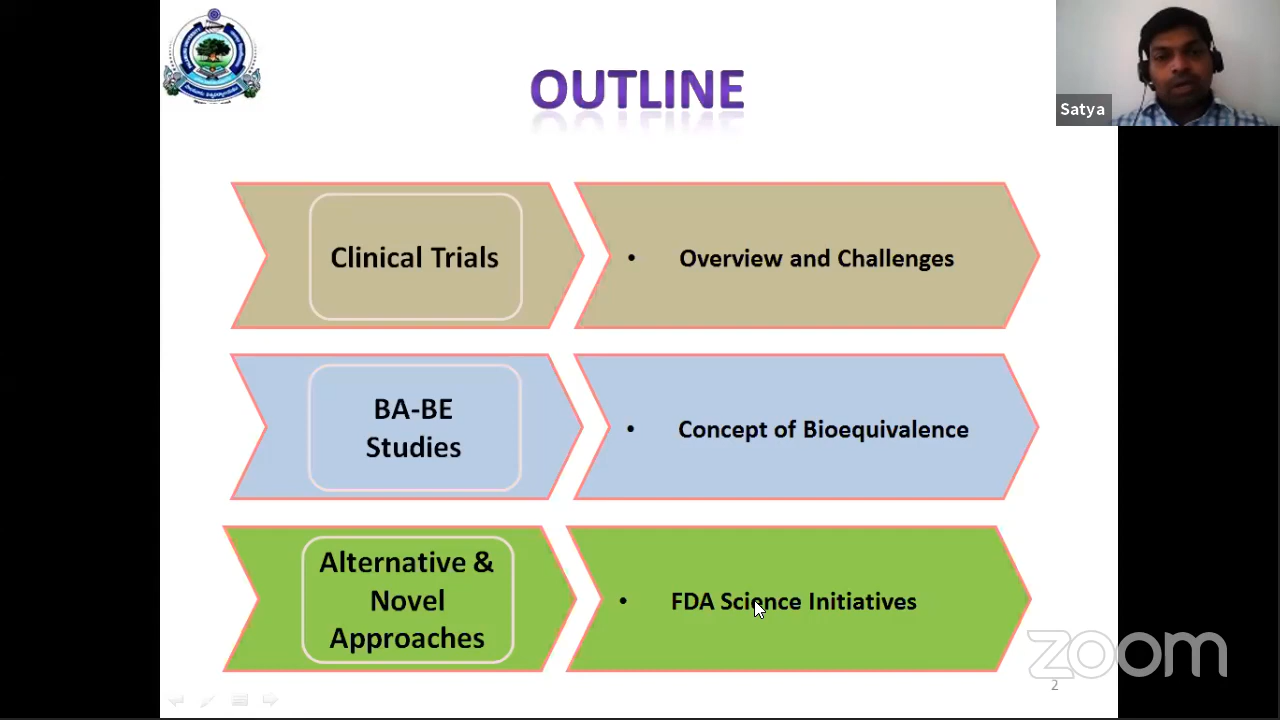 OUTLINE
Satya
Clinical Trials
• Overview and Challenges
BA-BE
Studies
• Concept of Bioequivalence
Alternative &
Novel
Approaches
• FDA Science Initiatives
zoom
2